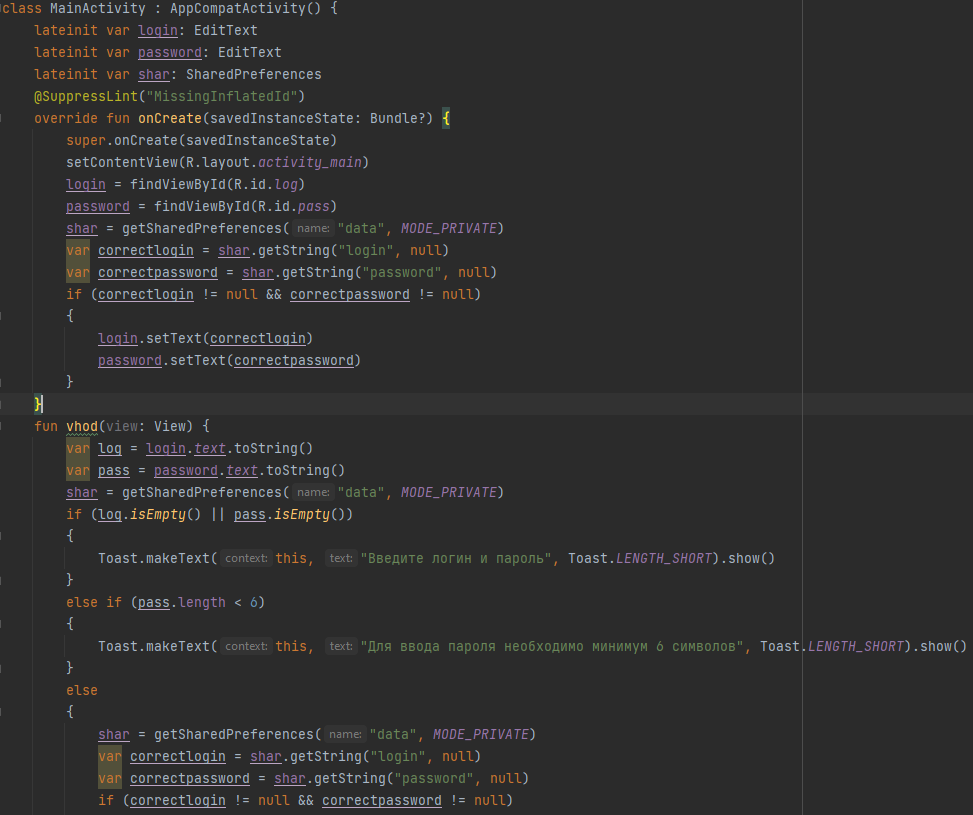 class MainActivity : AppCompatActivity() {
    lateinit var login: EditText
    lateinit var password: EditText
    lateinit var shar: SharedPreferences
    @SuppressLint("MissingInflatedId")
    override fun onCreate(savedInstanceState: Bundle?) {
        super.onCreate(savedInstanceState)
        setContentView(R.layout.activity_main)
        login = findViewById(R.id.log)
        password = findViewById(R.id.pass)
        shar = getSharedPreferences( name: "data", MODE_PRIVATE)
        var correctlogin = shar.getString("login", null)
        var correctpassword = shar.getString("password", null)
        if (correctlogin != null && correctpassword != null)
        {
            login.setText(correctlogin)
            password.setText(correctpassword)
        }
    }
    fun vhod(view: View) {
        var log = login.text.toString()
        var pass = password.text.toString()
        shar = getSharedPreferences( name: "data", MODE_PRIVATE)
        if (log.isEmpty() || pass.isEmpty())
        {
            Toast.makeText( context: this, text: "Введите логин и пароль", Toast.LENGTH_SHORT).show()
        }
        else if (pass.length < 6)
        {
            Toast.makeText( context: this, text: "Для ввода пароля необходимо минимум 6 символов", Toast.LENGTH_SHORT).show()
        }
        else
        {
            shar = getSharedPreferences( name: "data", MODE_PRIVATE)
            var correctlogin = shar.getString("login", null)
            var correctpassword = shar.getString("password", null)
            if (correctlogin != null && correctpassword != null)